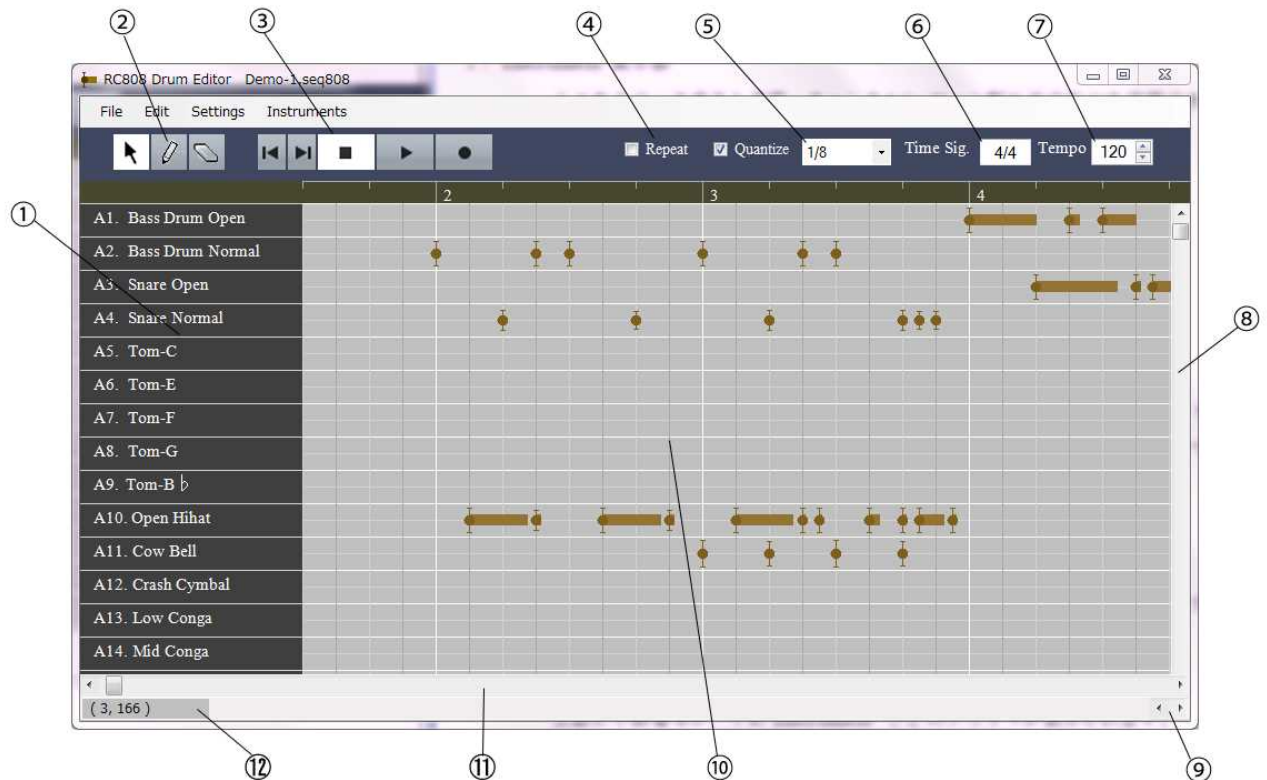 ② ③ ④ ⑤ ⑥ ⑦
RC808 Drum Editor Demo-1.seq808
File Edit Settings Instruments
Repeat Quantize 1/8 Time Sig. 4/4 Tempo 120
2 3 4
①
A1. Bass Drum Open
A2. Bass Drum Normal
A3. Snare Open
A4. Snare Normal
⑧
A5. Tom-C
A6. Tom-E
A7. Tom-F
A8. Tom-G
A9. Tom-B♭
A10. Open Hihat
A11. Cow Bell
A12. Crash Cymbal
A13. Low Conga
A14. Mid Conga
( 3, 166 )
⑫ ⑪ ⑩ ⑨